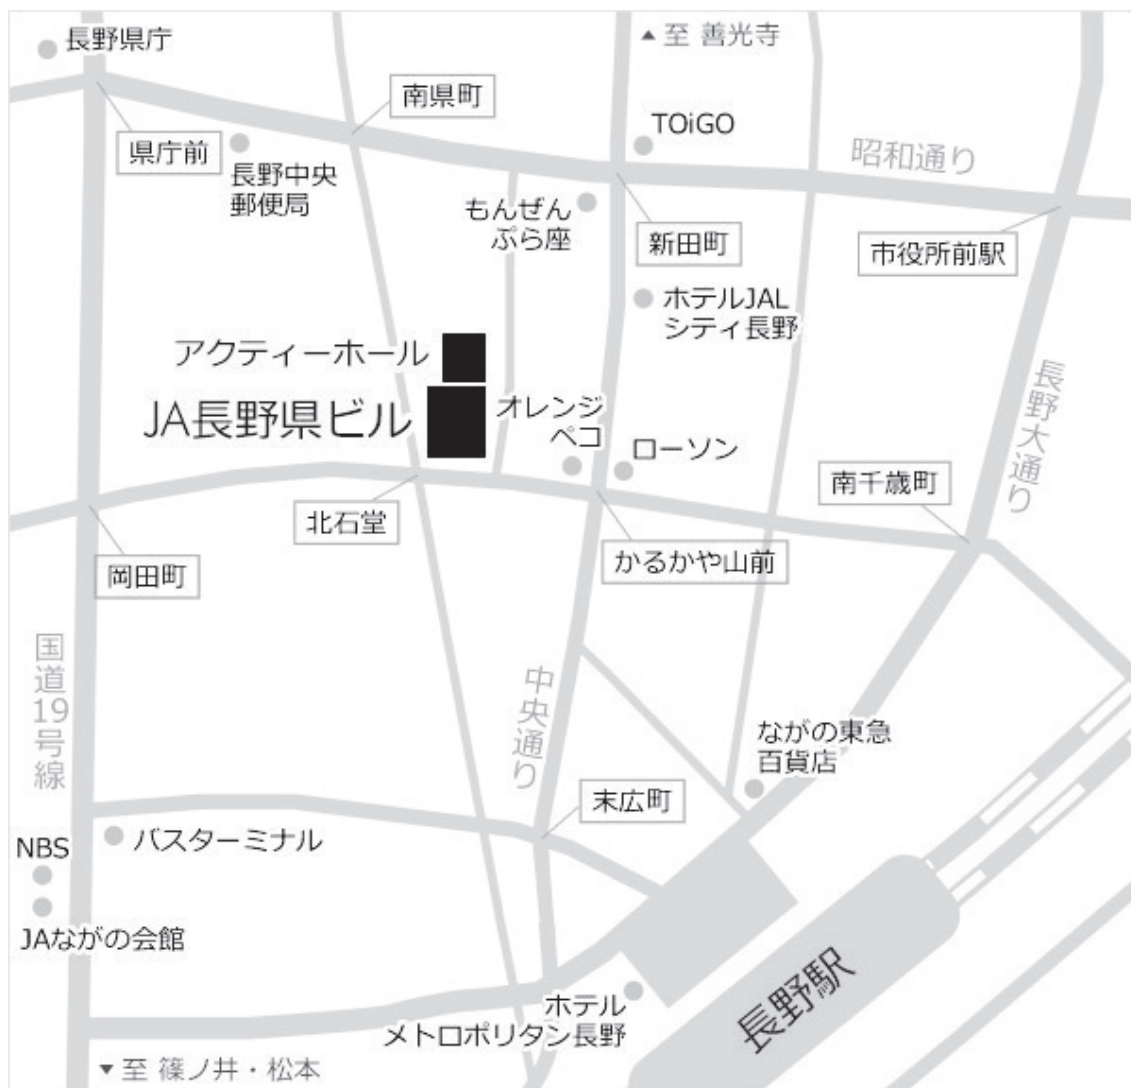 長野県庁
▲至 善光寺
南県町
TOiGO
県庁前
昭和通り
長野中央
郵便局
もんぜん
ぷら座
新田町
市役所前駅
ホテルJAL
シティ長野
アクティーホール
JA長野県ビル
オレンジ
ペコ
ローソン
長野大通り
南千歳町
北石堂
かるかや山前
岡田町
国道19号線
中央通り
ながの東急
百貨店
末広町
バスターミナル
NBS
JAながの会館
長野駅
ホテル
メトロポリタン長野
▼至 篠ノ井・松本